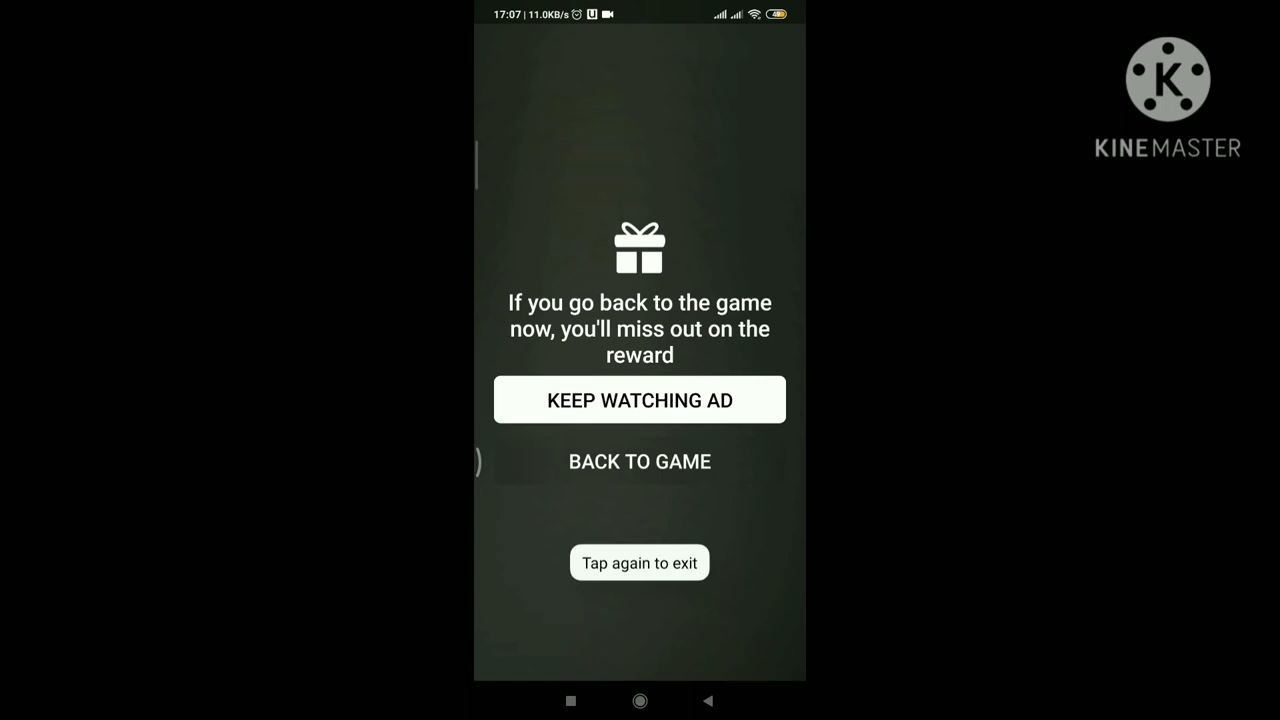 17:07 | 11.0KB/s
49
K
KINEMASTER
If you go back to the game
now, you'll miss out on the
reward
KEEP WATCHING AD
BACK TO GAME
Tap again to exit